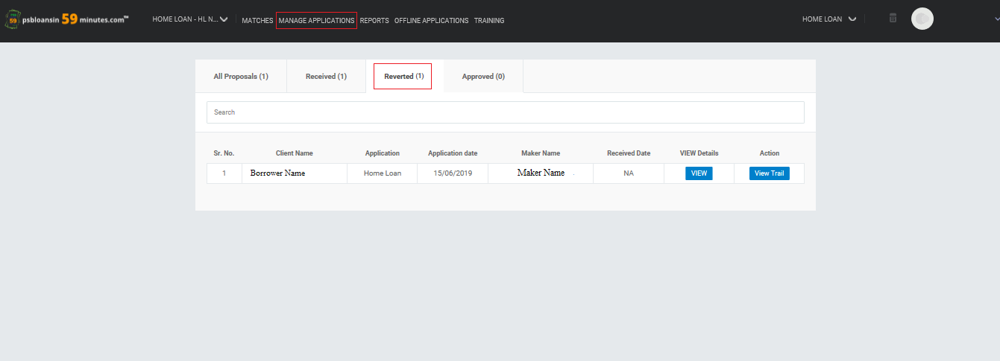 psbloansin 59 minutes.com™
HOME LOAN - HL N... MATCHES MANAGE APPLICATIONS REPORTS OFFLINE APPLICATIONS TRAINING HOME LOAN
All Proposals (1) Received (1) Reverted (1) Approved (0)
Search
Sr. No. Client Name Application Application date Maker Name Received Date VIEW Details Action
1 Borrower Name Home Loan 15/06/2019 Maker Name NA VIEW View Trail